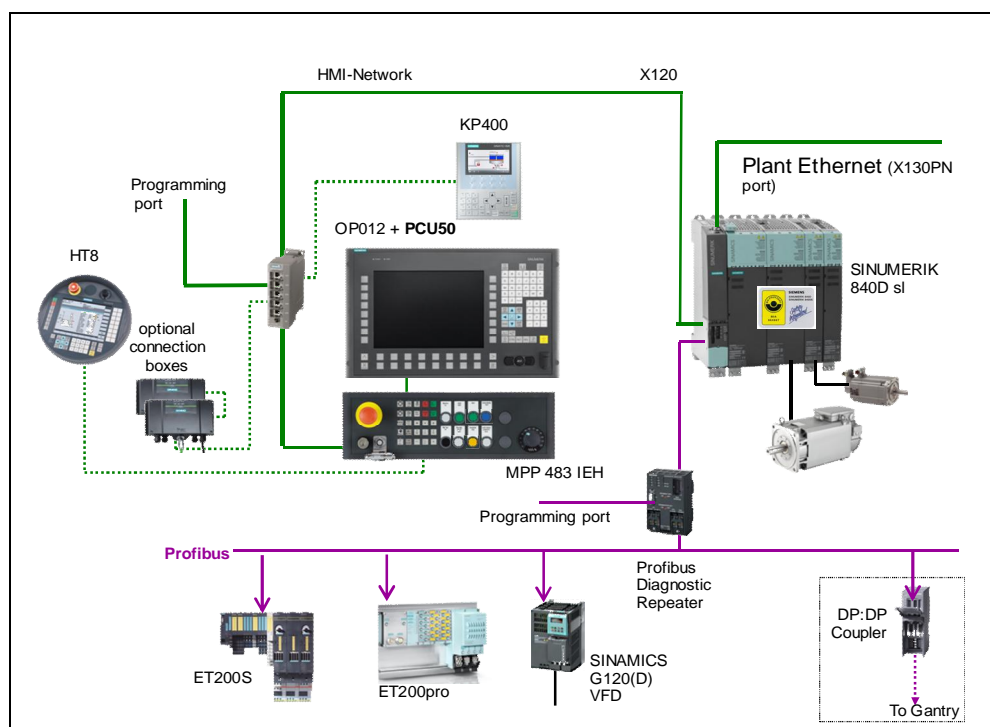 HMI-Network
X120
KP400
Plant Ethernet (X130PN
port)
Programming
port
OP012 + PCU50
HT8
SINUMERIK
840D sl
optional
connection
boxes
MPP 483 IEH
Programming port
Profibus
Profibus
Diagnostic
Repeater
DP:DP
Coupler
ET200S
ET200pro
SINAMICS
G120(D)
VFD
To Gantry